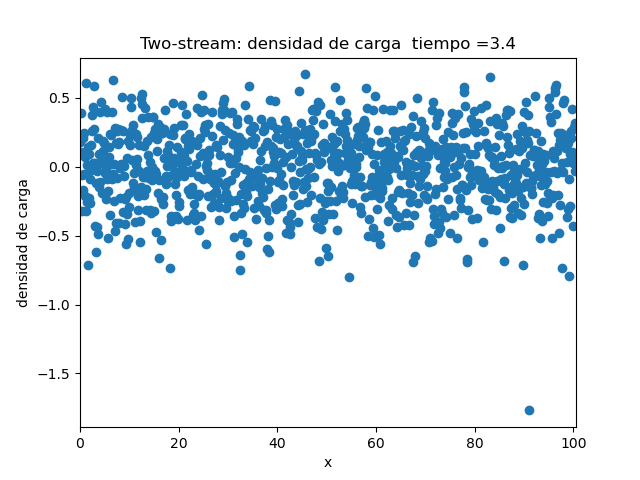 Two-stream: densidad de carga  tiempo =3.4
densidad de carga
0.5
0.0
−0.5
−1.0
−1.5
0 20 40 60 80 100
x